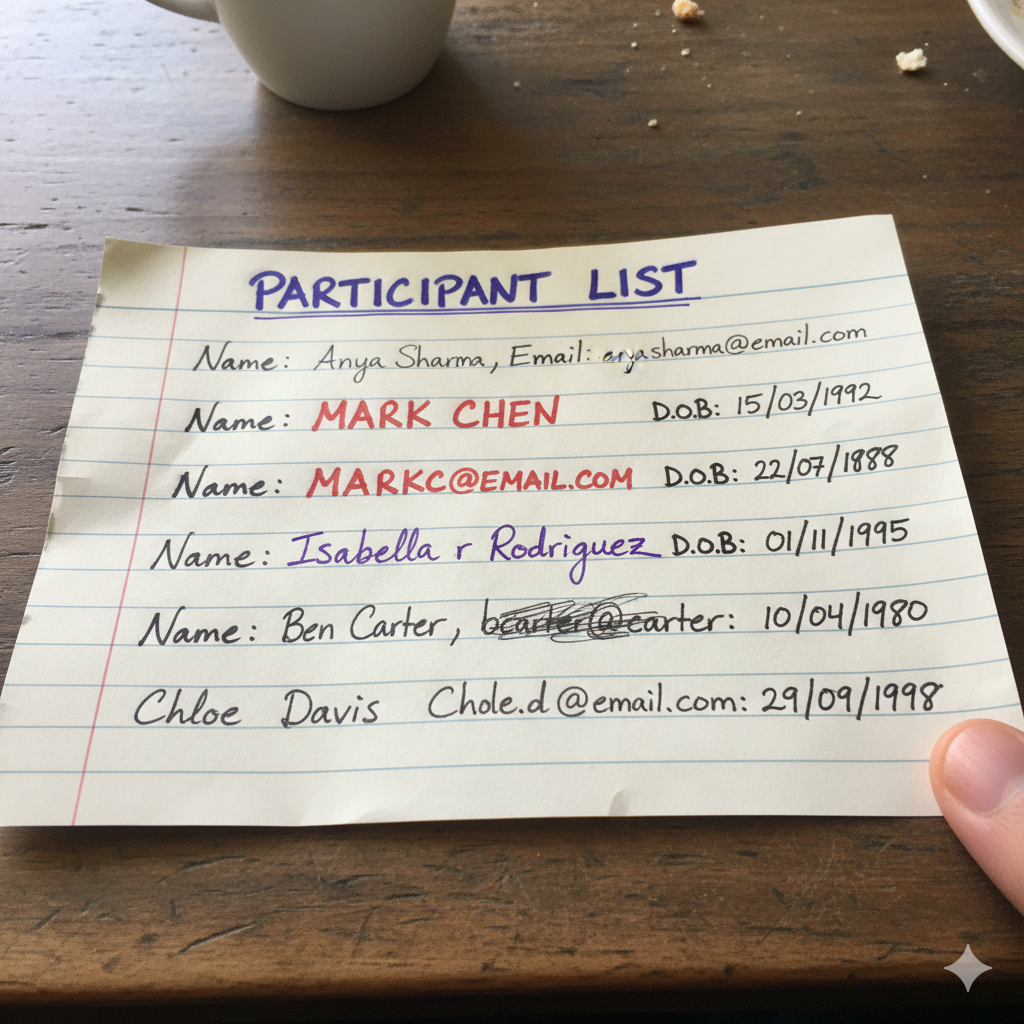 PARTICIPANT LIST
Name: Anya Sharma, Email: anyasharma@email.com
Name: MARK CHEN D.O.B: 15/03/1992
Name: MARKC@EMAIL.COM D.O.B: 22/07/1888
Name: Isabella r Rodriguez D.O.B: 01/11/1995
Name: Ben Carter, bcarter@carter: 10/04/1980
Chloe Davis Chole.d@email.com: 29/09/1998